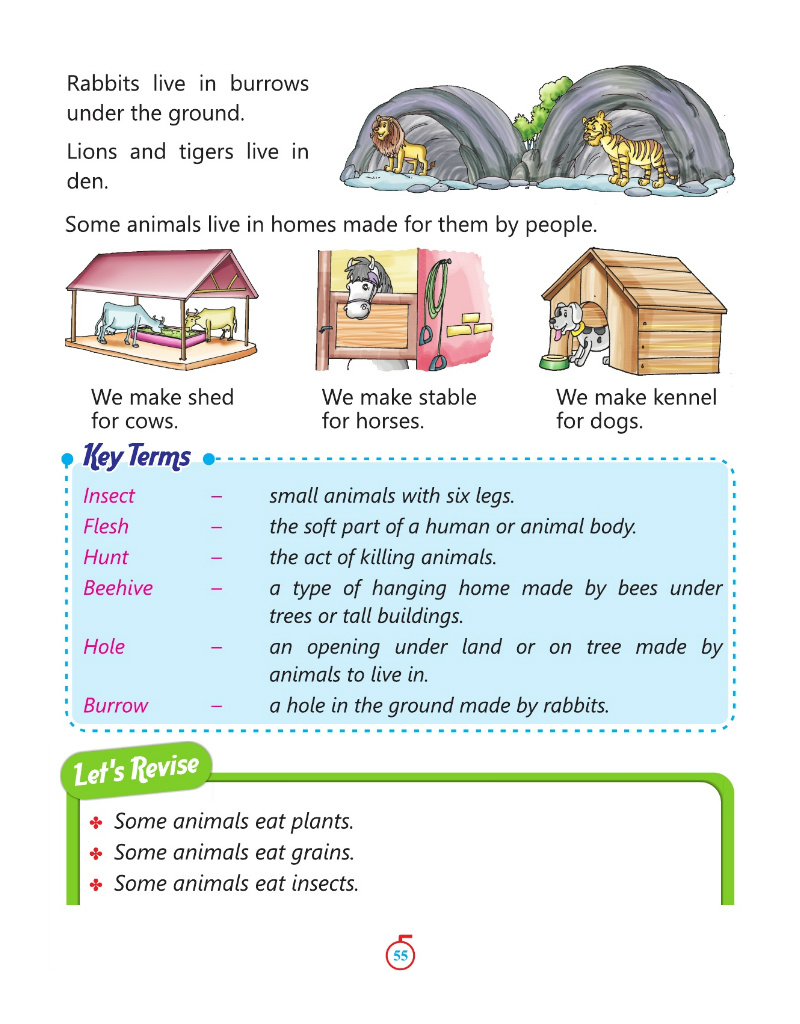 Rabbits live in burrows
under the ground.
Lions and tigers live in
den.
Some animals live in homes made for them by people.
We make shed
for cows.
We make stable
for horses.
We make kennel
for dogs.
Key Terms
Insect – small animals with six legs.
Flesh – the soft part of a human or animal body.
Hunt – the act of killing animals.
Beehive – a type of hanging home made by bees under
trees or tall buildings.
Hole – an opening under land or on tree made by
animals to live in.
Burrow – a hole in the ground made by rabbits.
Let's Revise
✤ Some animals eat plants.
✤ Some animals eat grains.
✤ Some animals eat insects.
55